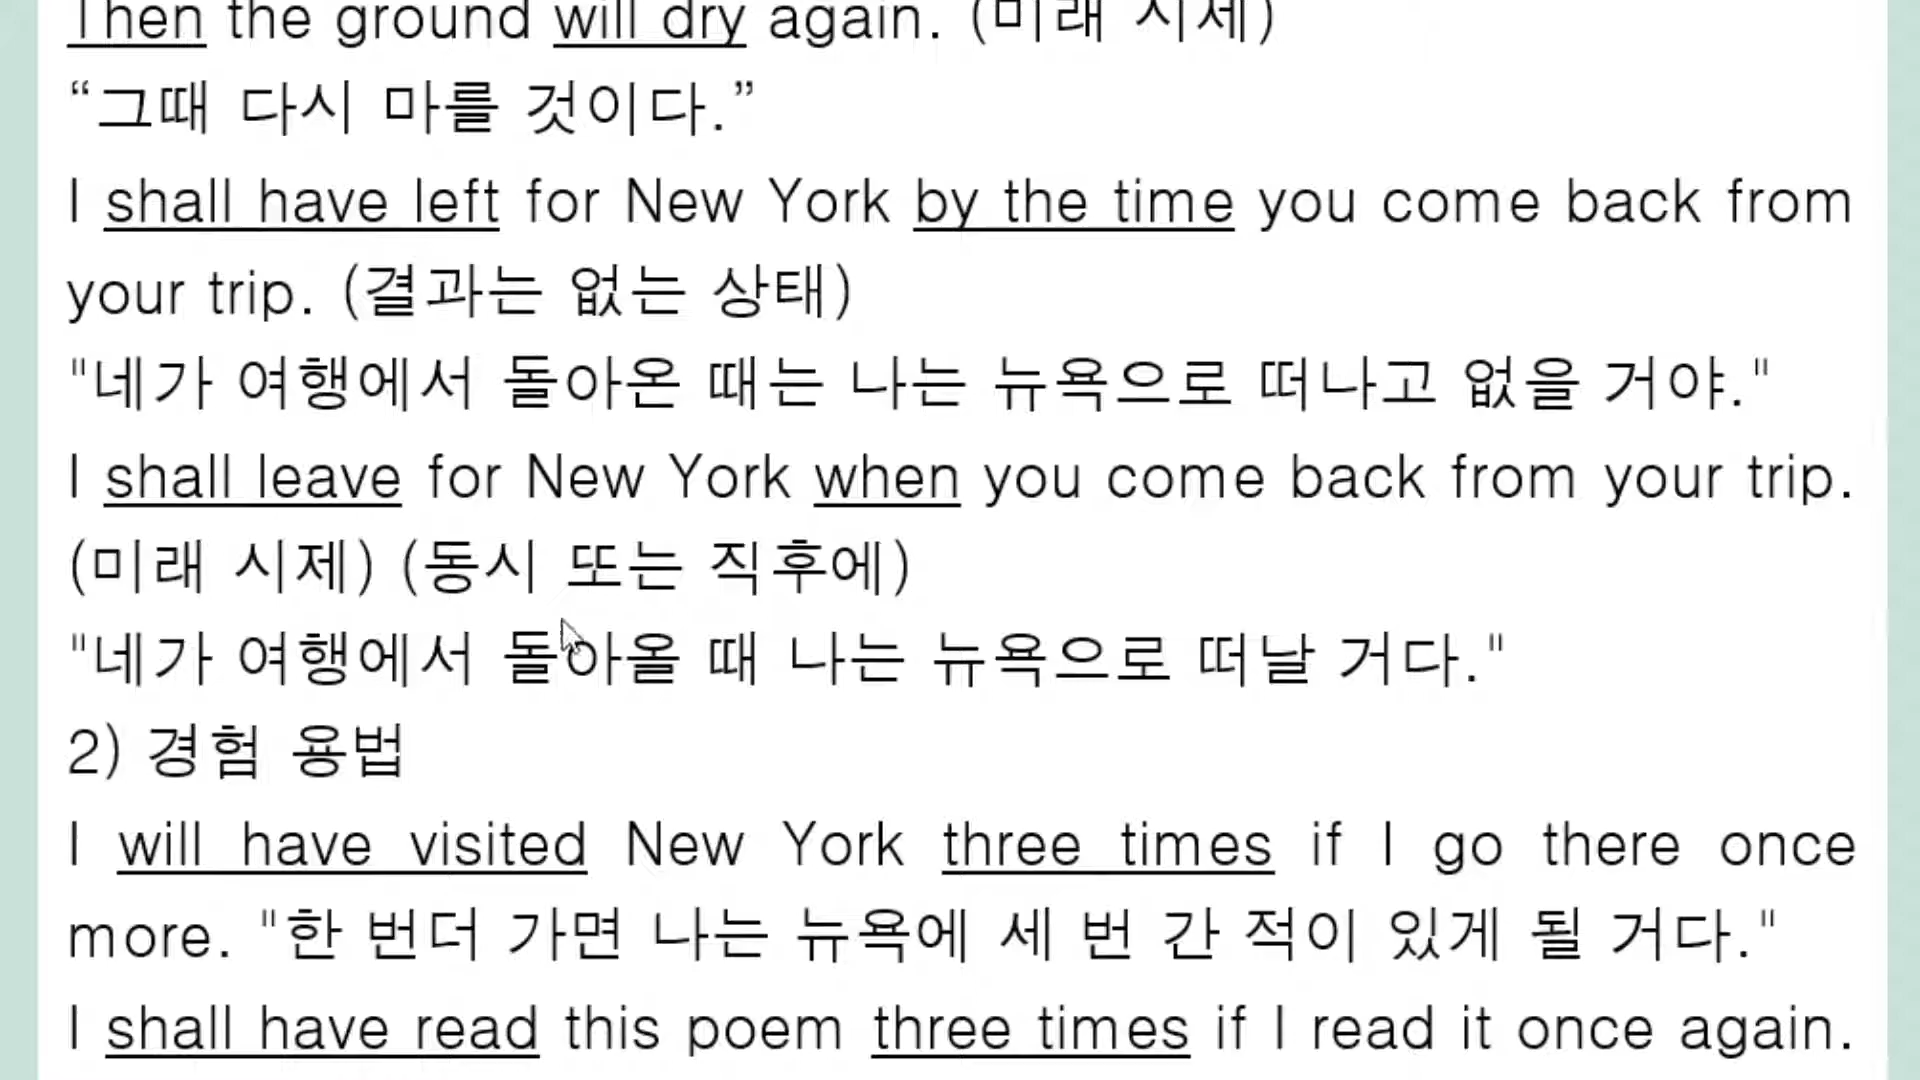 Then the ground will dry again. (미래 시제)
“그때 다시 마를 것이다.”
I shall have left for New York by the time you come back from
your trip. (결과는 없는 상태)
"네가 여행에서 돌아온 때는 나는 뉴욕으로 떠나고 없을 거야."
I shall leave for New York when you come back from your trip.
(미래 시제) (동시 또는 직후에)
"네가 여행에서 돌아올 때 나는 뉴욕으로 떠날 거다."
2) 경험 용법
I will have visited New York three times if I go there once
more. "한 번더 가면 나는 뉴욕에 세 번 간 적이 있게 될 거다."
I shall have read this poem three times if I read it once again.